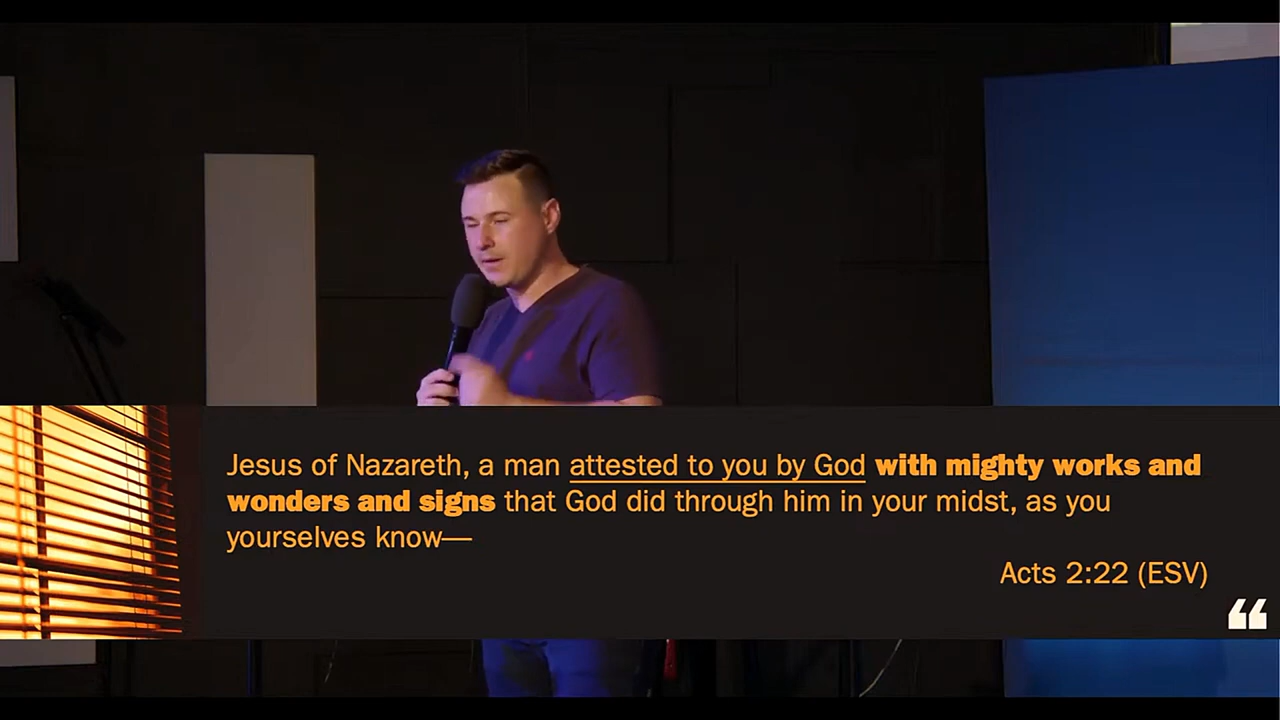 Jesus of Nazareth, a man attested to you by God with mighty works and
wonders and signs that God did through him in your midst, as you
yourselves know—
Acts 2:22 (ESV)
“